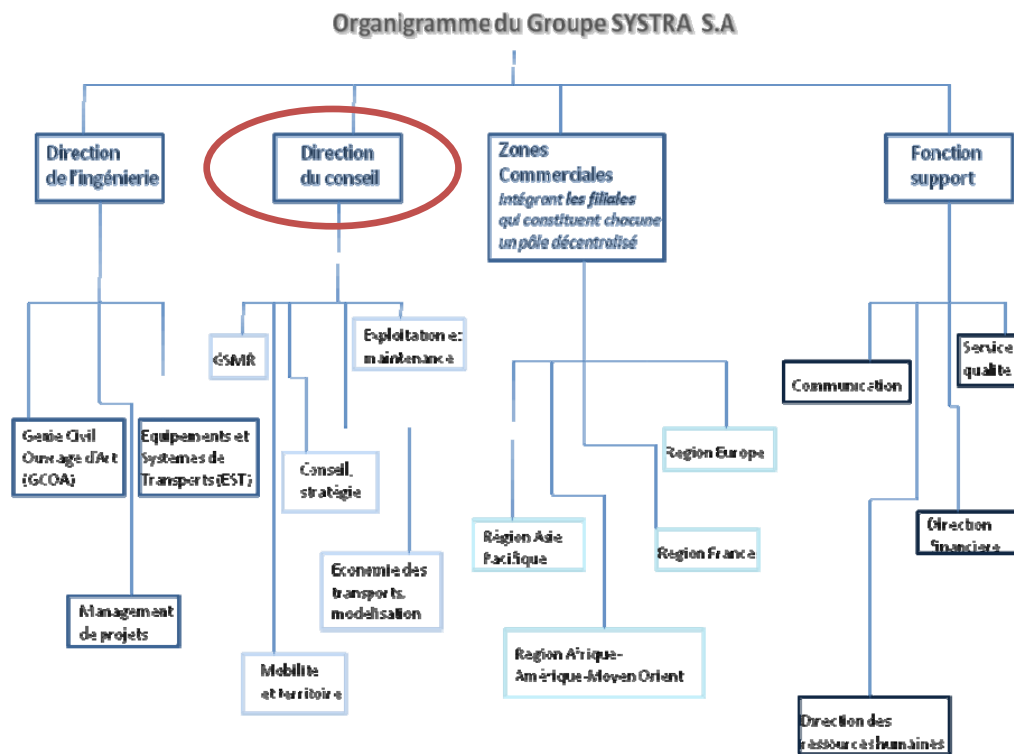 Organigramme du Groupe SYSTRA S.A
Direction
de l'ingénierie
Direction
du conseil
Zones
Commerciales
Intégrant les filiales
qui constituent chacune
un pôle décentralisé
Fonction
support
GSMR
Exploitation et
maintenance
Communication
Service
qualité
Genie Civil
Ouvrage d'Art
(GCOA)
Equipements et
Systemes de
Transports (EST)
Conseil,
stratégie
Region Europe
Région Asie
Pacifique
Region France
Direction
financiere
Economie des
transports,
modelisation
Management
de projets
Mobilite
et territoire
Region Afrique-
Amérique-Moyen Orient
Direction des
ressources humaines